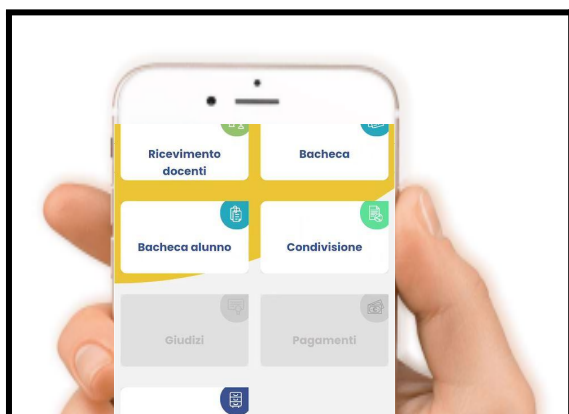 Ricevimento
docenti
Bacheca
Bacheca alunno
Condivisione
Giudizi
Pagamenti